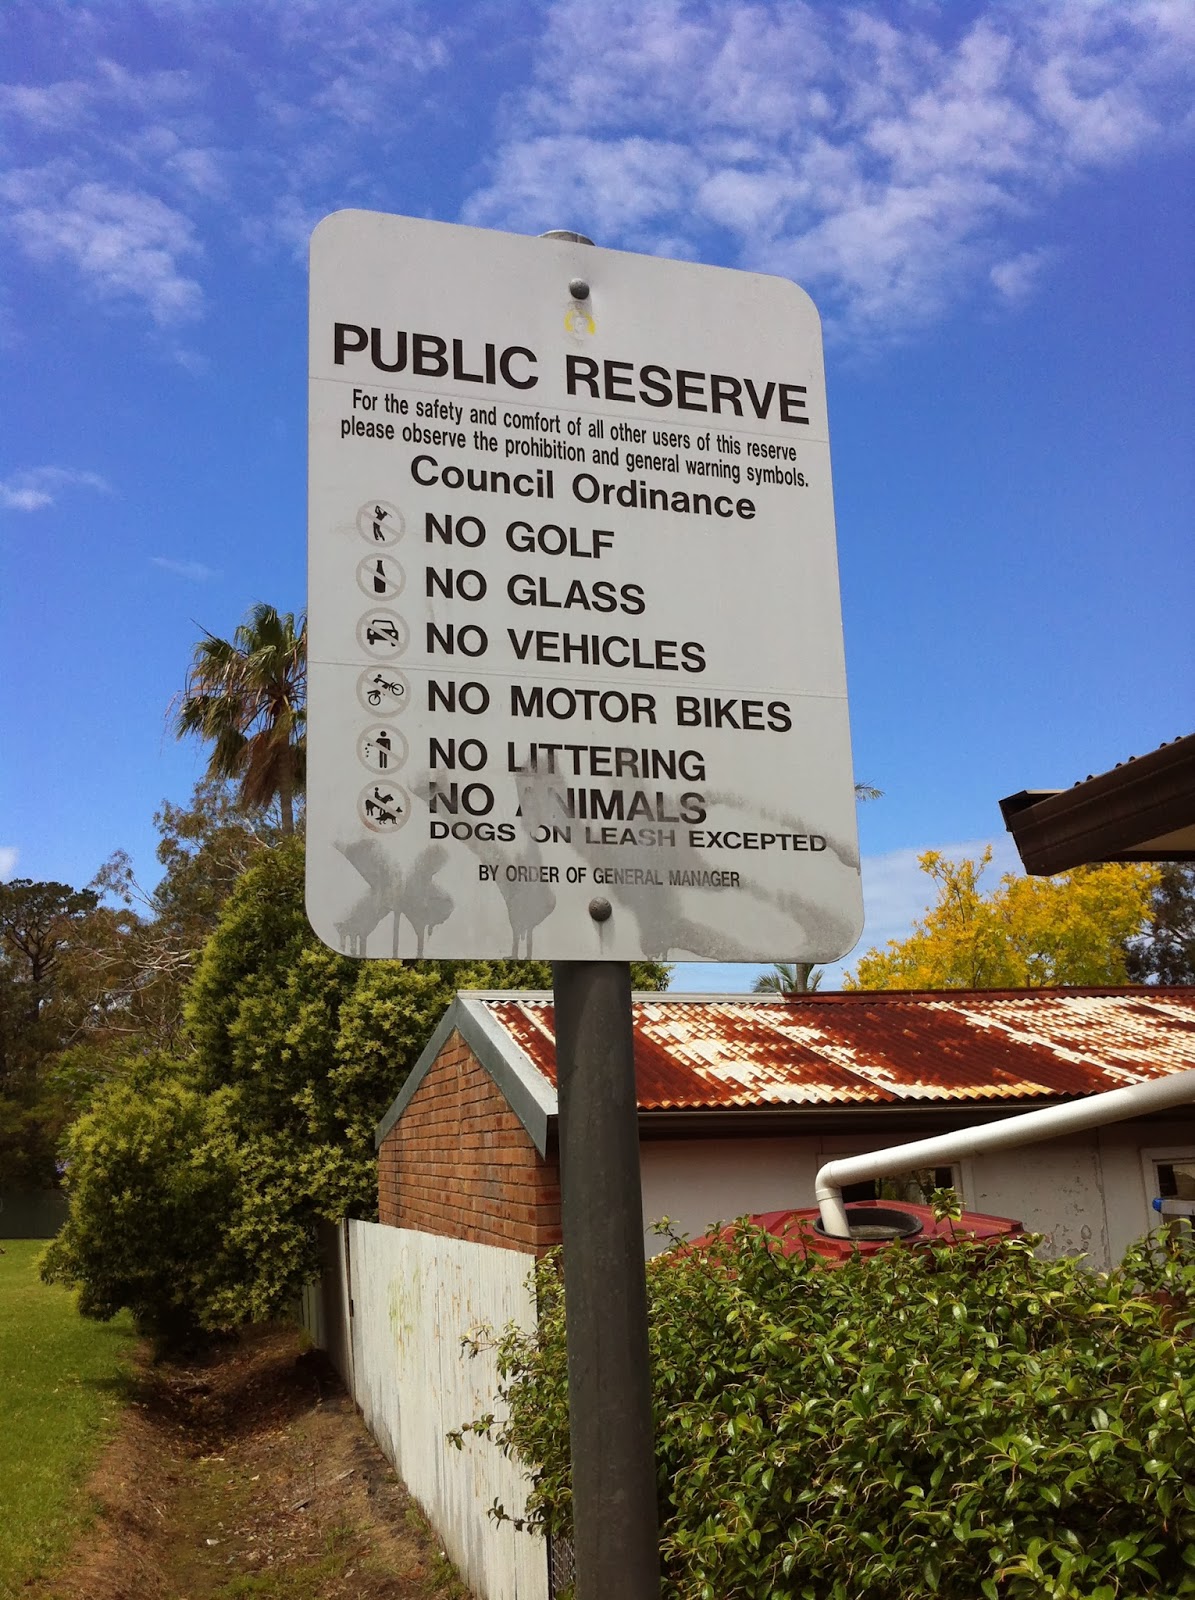 PUBLIC RESERVE
For the safety and comfort of all other users of this reserve
please observe the prohibition and general warning symbols.
Council Ordinance
NO GOLF
NO GLASS
NO VEHICLES
NO MOTOR BIKES
NO LITTERING
NO ANIMALS
DOGS ON LEASH EXCEPTED
BY ORDER OF GENERAL MANAGER